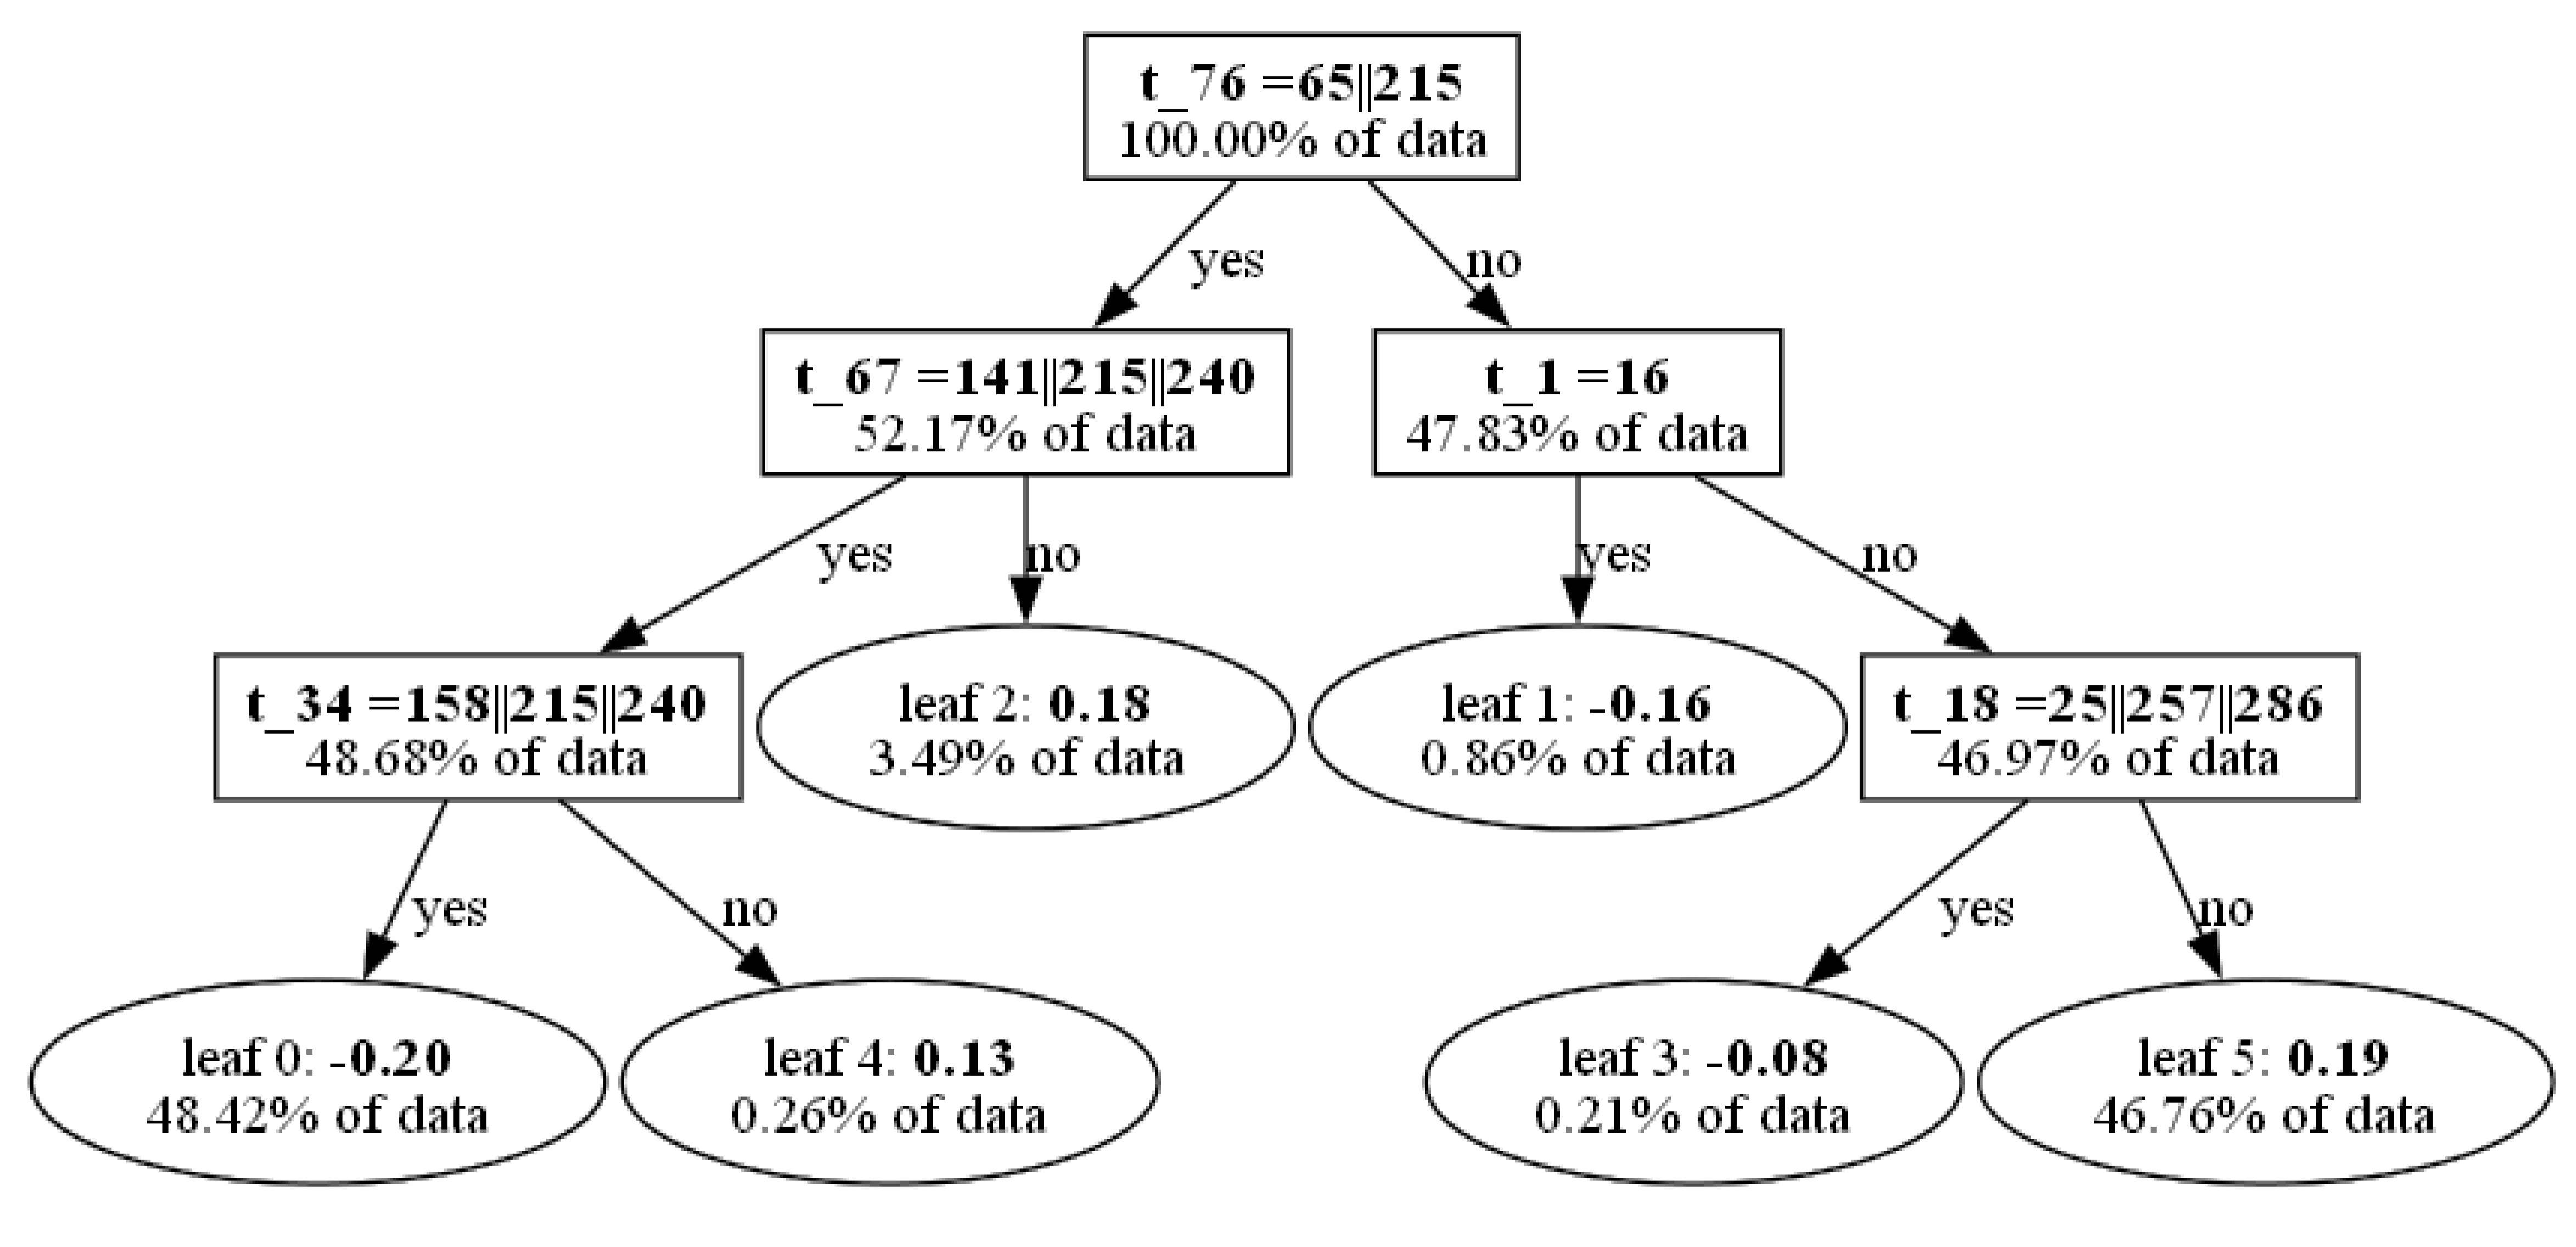 t_76 =65||215
100.00% of data
yes
no
t_67 =141||215||240
52.17% of data
t_1 =16
47.83% of data
yes
no
yes
no
t_34 =158||215||240
48.68% of data
leaf 2: 0.18
3.49% of data
leaf 1: -0.16
0.86% of data
t_18 =25||257||286
46.97% of data
yes
no
yes
no
leaf 0: -0.20
48.42% of data
leaf 4: 0.13
0.26% of data
leaf 3: -0.08
0.21% of data
leaf 5: 0.19
46.76% of data